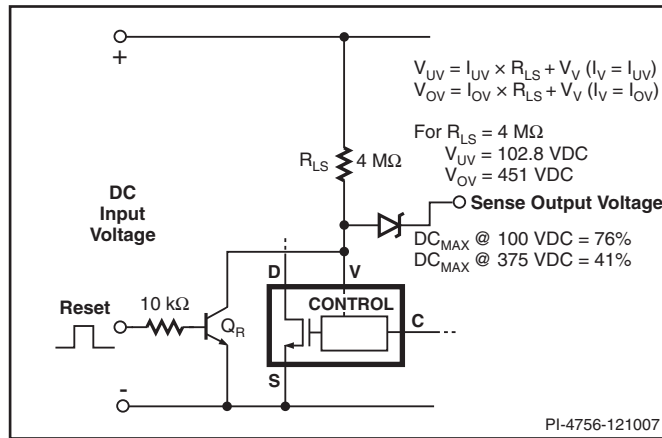 +
V_UV = I_UV × R_LS + V_V (I_V = I_UV)
V_OV = I_OV × R_LS + V_V (I_V = I_OV)
For R_LS = 4 MΩ
V_UV = 102.8 VDC
V_OV = 451 VDC
R_LS 4 MΩ
DC
Input
Voltage
Sense Output Voltage
DC_MAX @ 100 VDC = 76%
DC_MAX @ 375 VDC = 41%
D V
CONTROL
Reset
10 kΩ
Q_R
C
S
-
PI-4756-121007